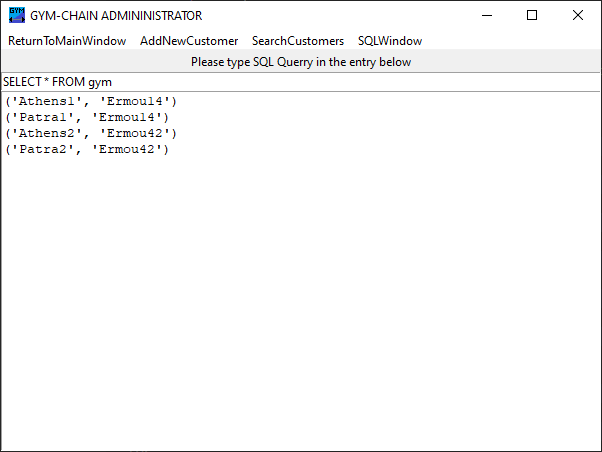 GYM
GYM-CHAIN ADMININISTRATOR
ReturnToMainWindow AddNewCustomer SearchCustomers SQLWindow
Please type SQL Querry in the entry below
SELECT * FROM gym
('Athens1', 'Ermou14')
('Patra1', 'Ermou14')
('Athens2', 'Ermou42')
('Patra2', 'Ermou42')